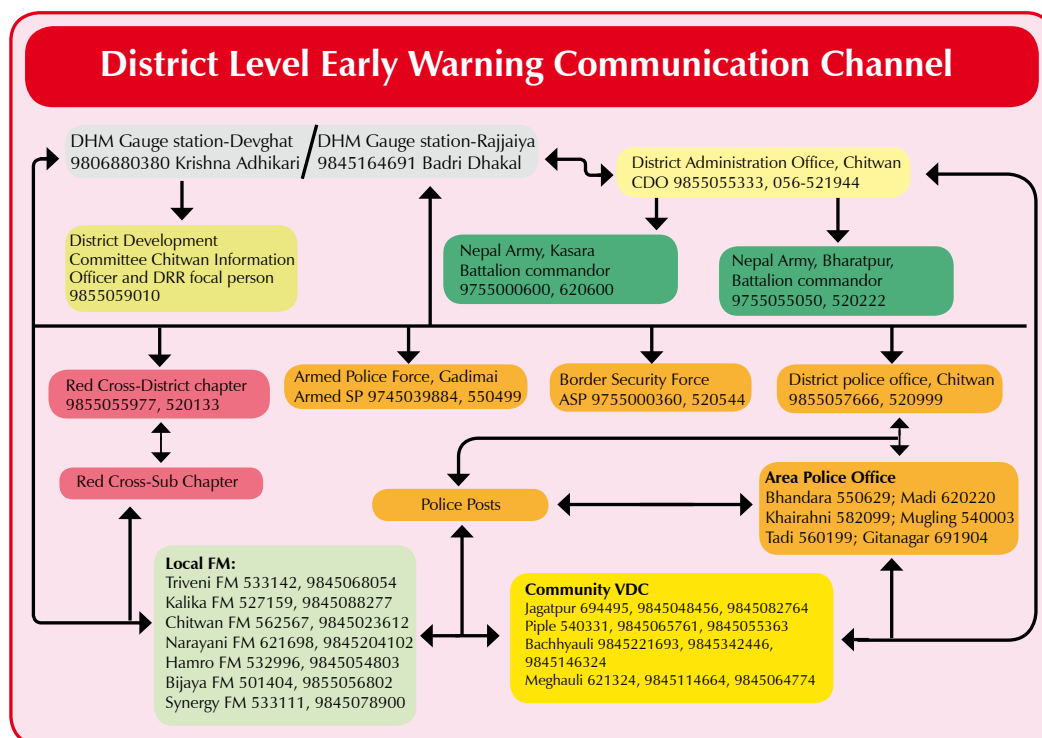 District Level Early Warning Communication Channel
DHM Gauge station-Devghat
9806880380 Krishna Adhikari
DHM Gauge station-Rajjaiya
9845164691 Badri Dhakal
District Administration Office, Chitwan
CDO 9855055333, 056-521944
District Development
Committee Chitwan Information
Officer and DRR focal person
9855059010
Nepal Army, Kasara
Battalion commandor
9755000600, 620600
Nepal Army, Bharatpur,
Battalion commandor
9755055050, 520222
Red Cross-District chapter
9855055977, 520133
Armed Police Force, Gadimai
Armed SP 9745039884, 550499
Border Security Force
ASP 9755000360, 520544
District police office, Chitwan
9855057666, 520999
Red Cross-Sub Chapter
Police Posts
Area Police Office
Bhandara 550629; Madi 620220
Khairahni 582099; Mugling 540003
Tadi 560199; Gitanagar 691904
Local FM:
Triveni FM 533142, 9845068054
Kalika FM 527159, 9845088277
Chitwan FM 562567, 9845023612
Narayani FM 621698, 9845204102
Hamro FM 532996, 9845054803
Bijaya FM 501404, 9855056802
Synergy FM 533111, 9845078900
Community VDC
Jagatpur 694495, 9845048456, 9845082764
Piple 540331, 9845065761, 9845055363
Bachhyauli 9845221693, 9845342446,
9845146324
Meghauli 621324, 9845114664, 9845064774